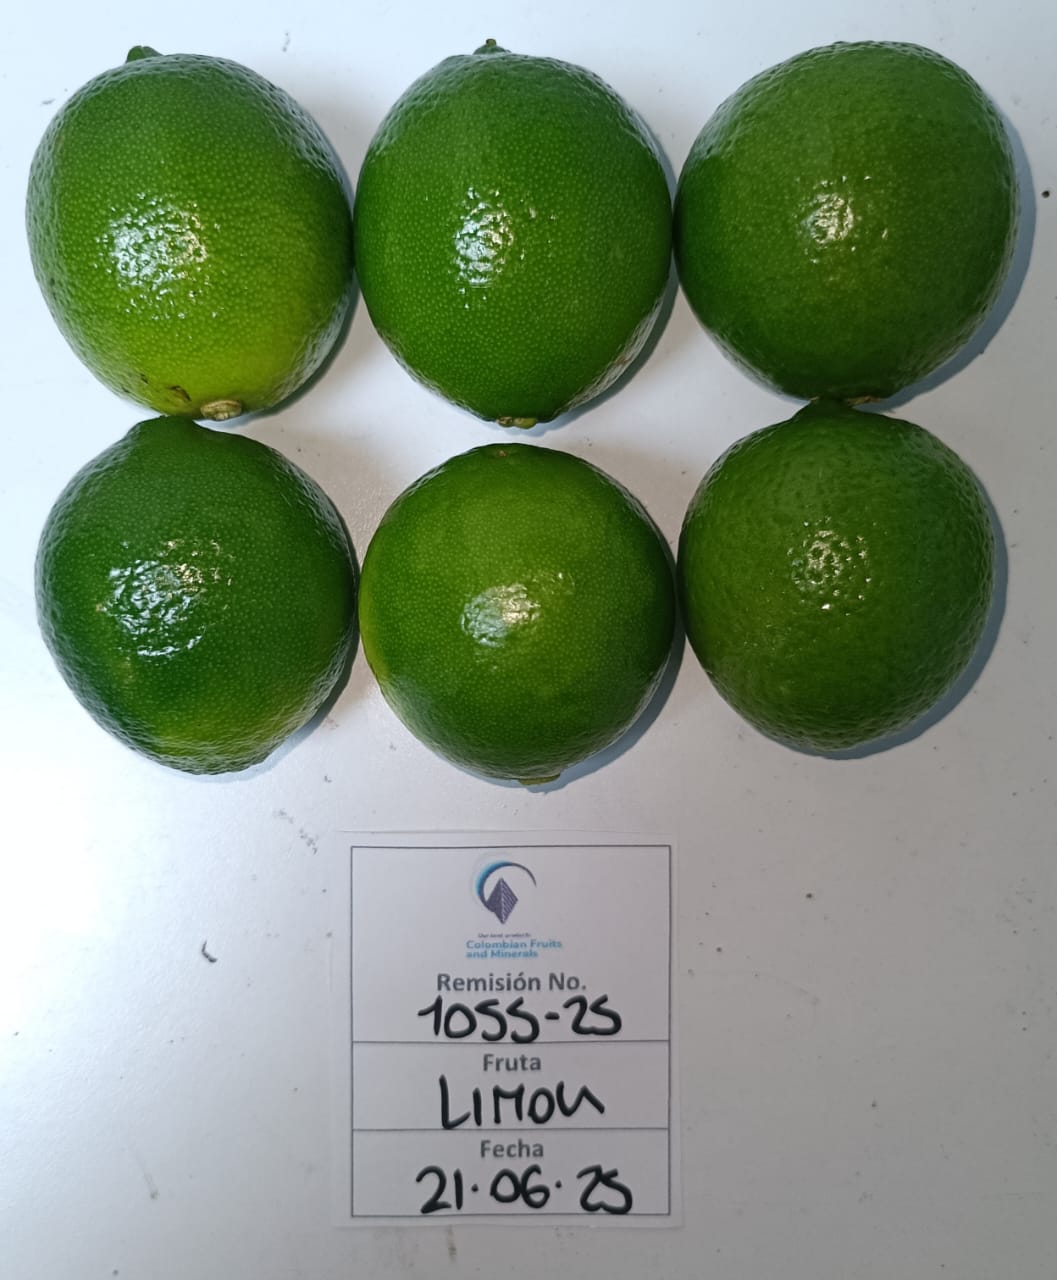 Our best products
Colombian Fruits
and Minerals
Remisión No.
1055-25
Fruta
LIMON
Fecha
21.06.25